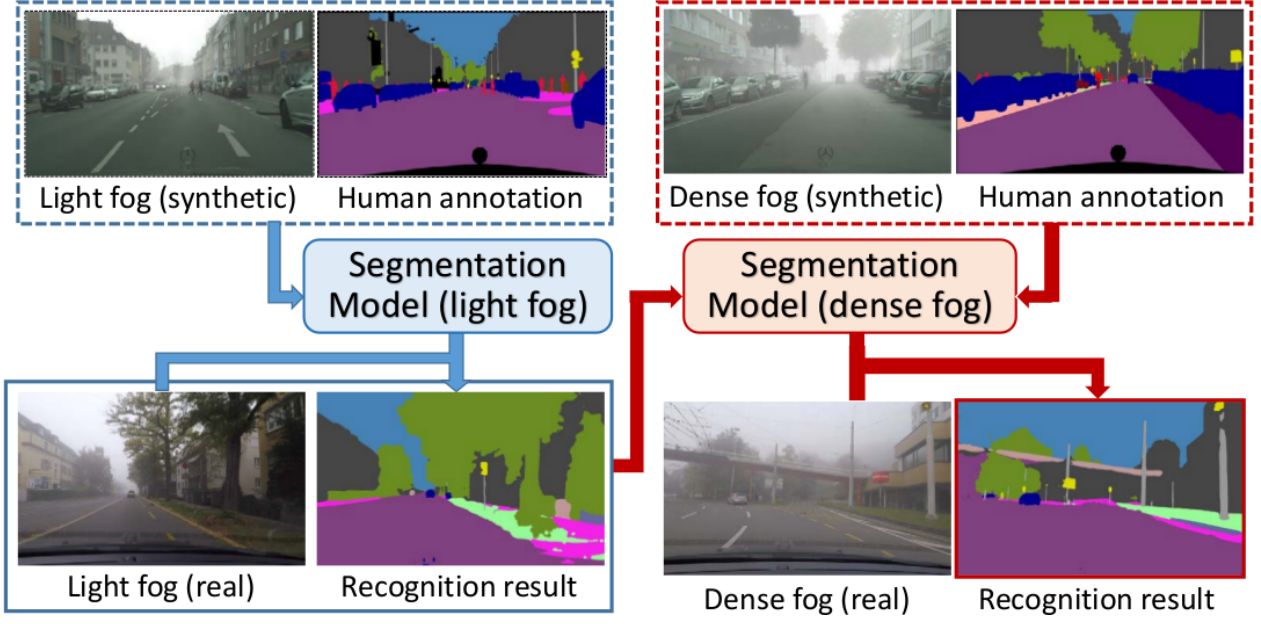 Light fog (synthetic)
Human annotation
Dense fog (synthetic)
Human annotation
Segmentation
Model (light fog)
Segmentation
Model (dense fog)
Light fog (real)
Recognition result
Dense fog (real)
Recognition result